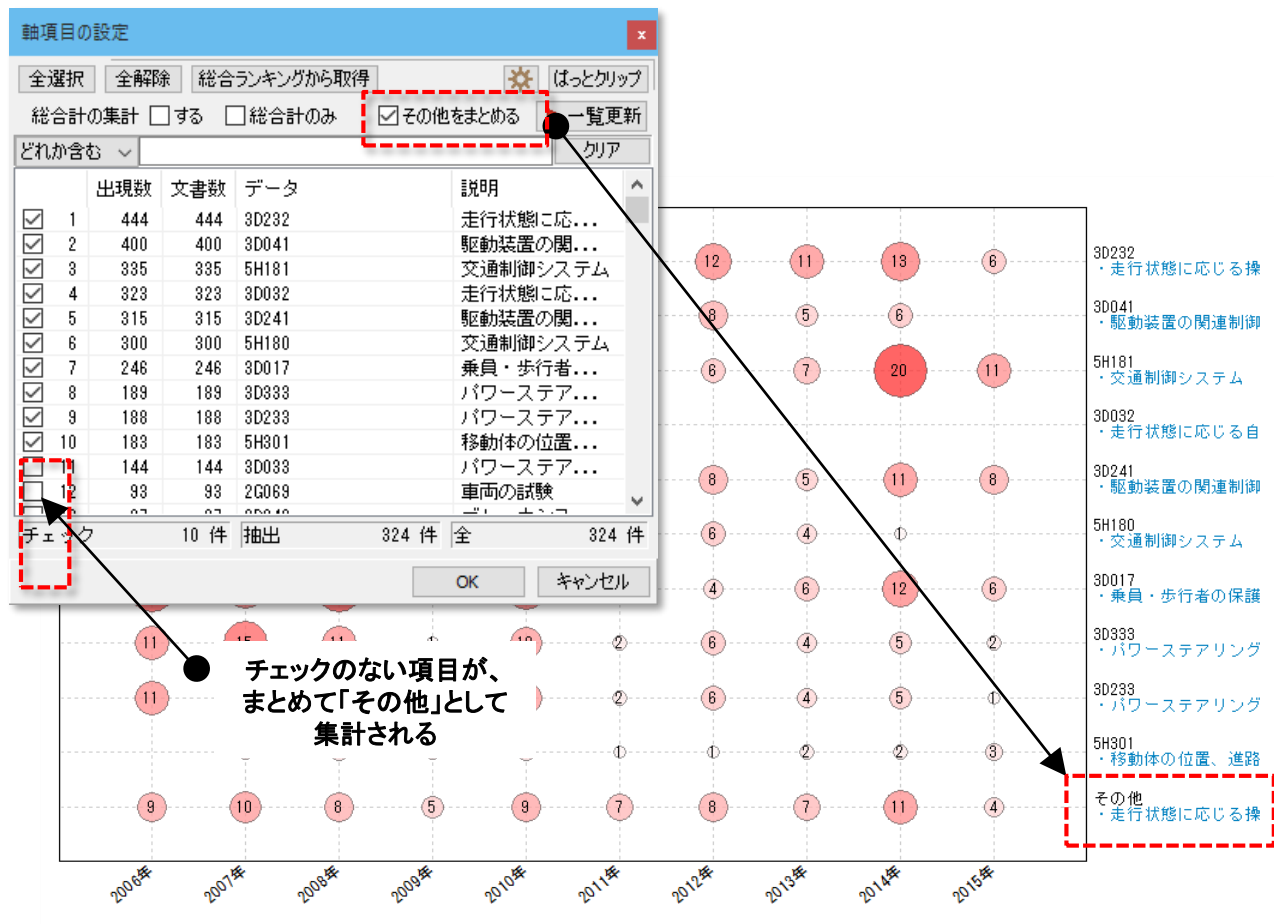 軸項目の設定
x
全選択 全解除 総合ランキングから取得 ぱっとクリップ
総合計の集計 する 総合計のみ その他をまとめる 一覧更新
どれか含む クリア
出現数 文書数 データ 説明
1 444 444 3D232 走行状態に応...
2 400 400 3D041 駆動装置の関...
3 335 335 5H181 交通制御システム
4 323 323 3D032 走行状態に応...
5 315 315 3D241 駆動装置の関...
6 300 300 5H180 交通制御システム
7 246 246 3D017 乗員・歩行者...
8 189 189 3D333 パワーステア...
9 188 188 3D233 パワーステア...
10 183 183 5H301 移動体の位置...
11 144 144 3D033 パワーステア...
12 93 93 2G069 車両の試験
チェック 10 件 抽出 324 件 全 324 件
OK キャンセル
チェックのない項目が、
まとめて「その他」として
集計される
12 11 13 6 3D232
・走行状態に応じる操
8 5 6 3D041
・駆動装置の関連制御
6 7 20 11 5H181
・交通制御システム
3D032
・走行状態に応じる自
8 5 11 8 3D241
・駆動装置の関連制御
6 4 1 5H180
・交通制御システム
4 6 12 6 3D017
・乗員・歩行者の保護
11 15 11 1 10 2 6 4 5 2 3D333
・パワーステアリング
11 2 6 4 5 1 3D233
・パワーステアリング
1 1 2 2 3 5H301
・移動体の位置、進路
9 10 8 5 9 7 8 7 11 4 その他
・走行状態に応じる操
2006年 2007年 2008年 2009年 2010年 2011年 2012年 2013年 2014年 2015年